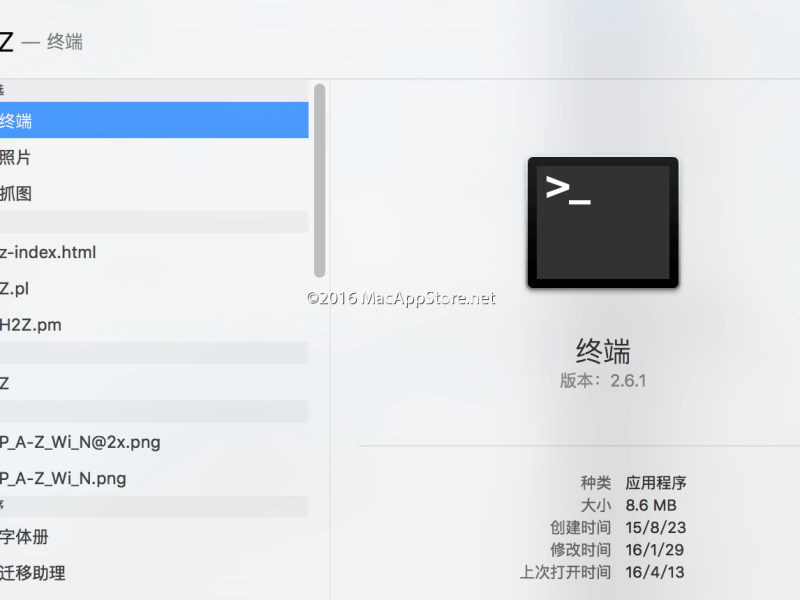 Z — 终端
选
终端
照片
抓图
z-index.html
Z.pl
H2Z.pm
Z
P_A-Z_Wi_N@2x.png
P_A-Z_Wi_N.png
序
字体册
迁移助理
>_
©2016 MacAppStore.net
终端
版本：2.6.1
种类 应用程序
大小 8.6 MB
创建时间 15/8/23
修改时间 16/1/29
上次打开时间 16/4/13